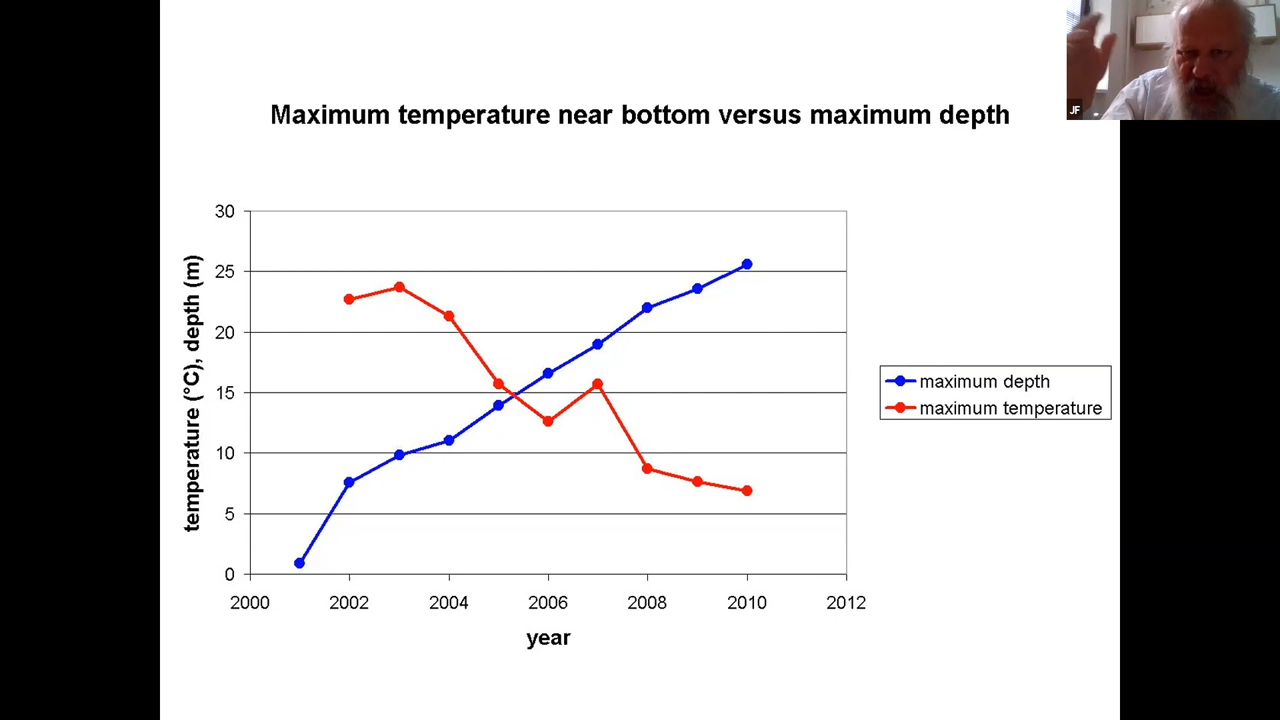 JF
Maximum temperature near bottom versus maximum depth
30
25
20
15
10
5
0
temperature (°C), depth (m)
2000 2002 2004 2006 2008 2010 2012
year
maximum depth
maximum temperature